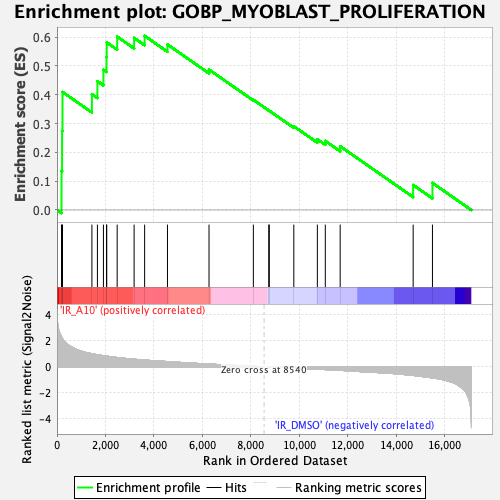 Enrichment plot: GOBP_MYOBLAST_PROLIFERATION
Enrichment score (ES)
0.6
0.5
0.4
0.3
0.2
0.1
0.0
'IR_A10' (positively correlated)
Ranked list metric (Signal2Noise)
4
2
0
-2
-4
Zero cross at 8540
'IR_DMSO' (negatively correlated)
0 2,000 4,000 6,000 8,000 10,000 12,000 14,000 16,000
Rank in Ordered Dataset
Enrichment profile Hits Ranking metric scores